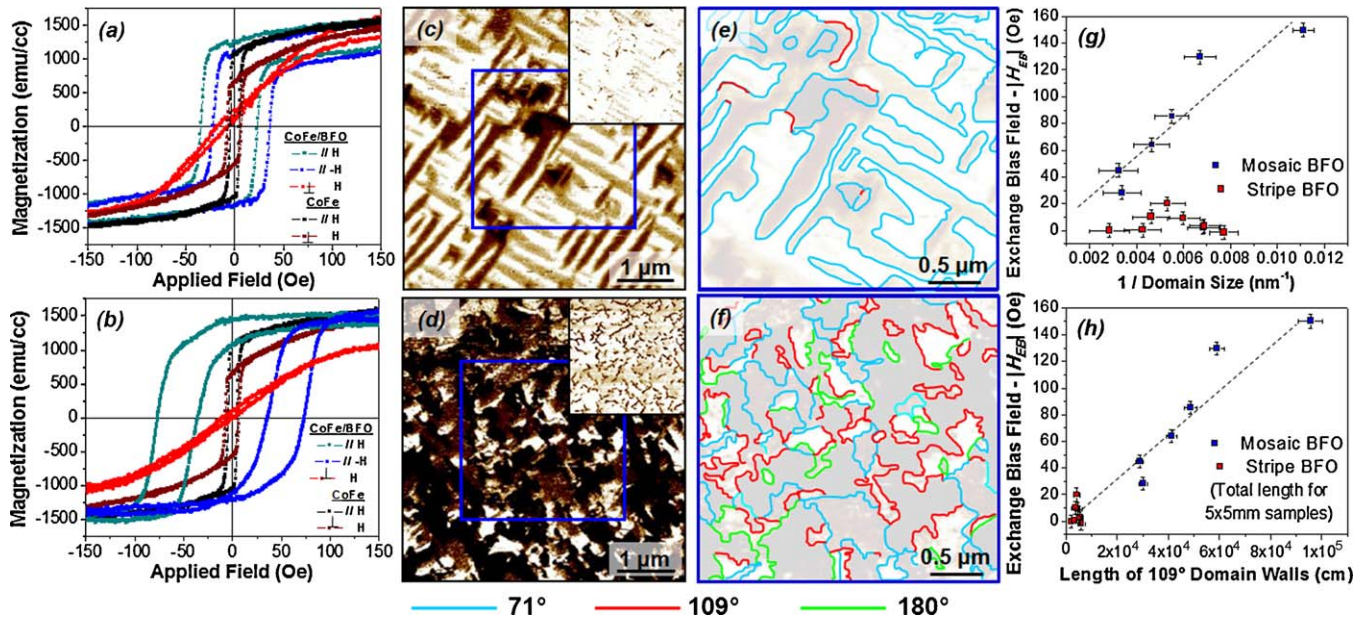 (a)
Magnetization (emu/cc)
1500
1000
500
0
-500
-1000
-1500
CoFe/BFO
// H
// -H
⊥ H
CoFe
// H
⊥ H
-150 -100 -50 0 50 100 150
Applied Field (Oe)
(b)
Magnetization (emu/cc)
1500
1000
500
0
-500
-1000
-1500
CoFe/BFO
// H
// -H
⊥ H
CoFe
// H
⊥ H
-150 -100 -50 0 50 100 150
Applied Field (Oe)
(c)
1 µm
(d)
1 µm
(e)
0.5 µm
(f)
0.5 µm
71° 109° 180°
(g)
Exchange Bias Field - |H_EB| (Oe)
160
140
120
100
80
60
40
20
0
Mosaic BFO
Stripe BFO
0.002 0.004 0.006 0.008 0.010 0.012
1 / Domain Size (nm⁻¹)
(h)
Exchange Bias Field - |H_EB| (Oe)
160
140
120
100
80
60
40
20
0
Mosaic BFO
Stripe BFO
(Total length for
5x5mm samples)
0 2x10⁴ 4x10⁴ 6x10⁴ 8x10⁴ 1x10⁵
Length of 109° Domain Walls (cm)